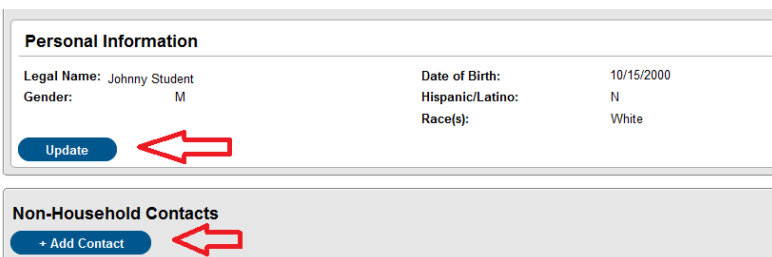 Personal Information
Legal Name: Johnny Student Date of Birth: 10/15/2000
Gender: M Hispanic/Latino: N
Race(s): White
Update
Non-Household Contacts
+ Add Contact